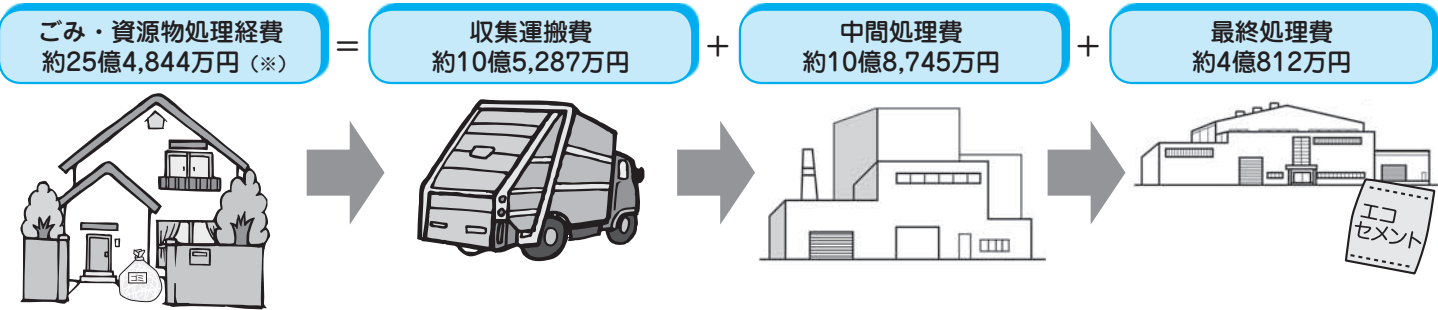 ごみ・資源物処理経費
約25億4,844万円（※）
=
収集運搬費
約10億5,287万円
+
中間処理費
約10億8,745万円
+
最終処理費
約4億812万円
エコ
セメント